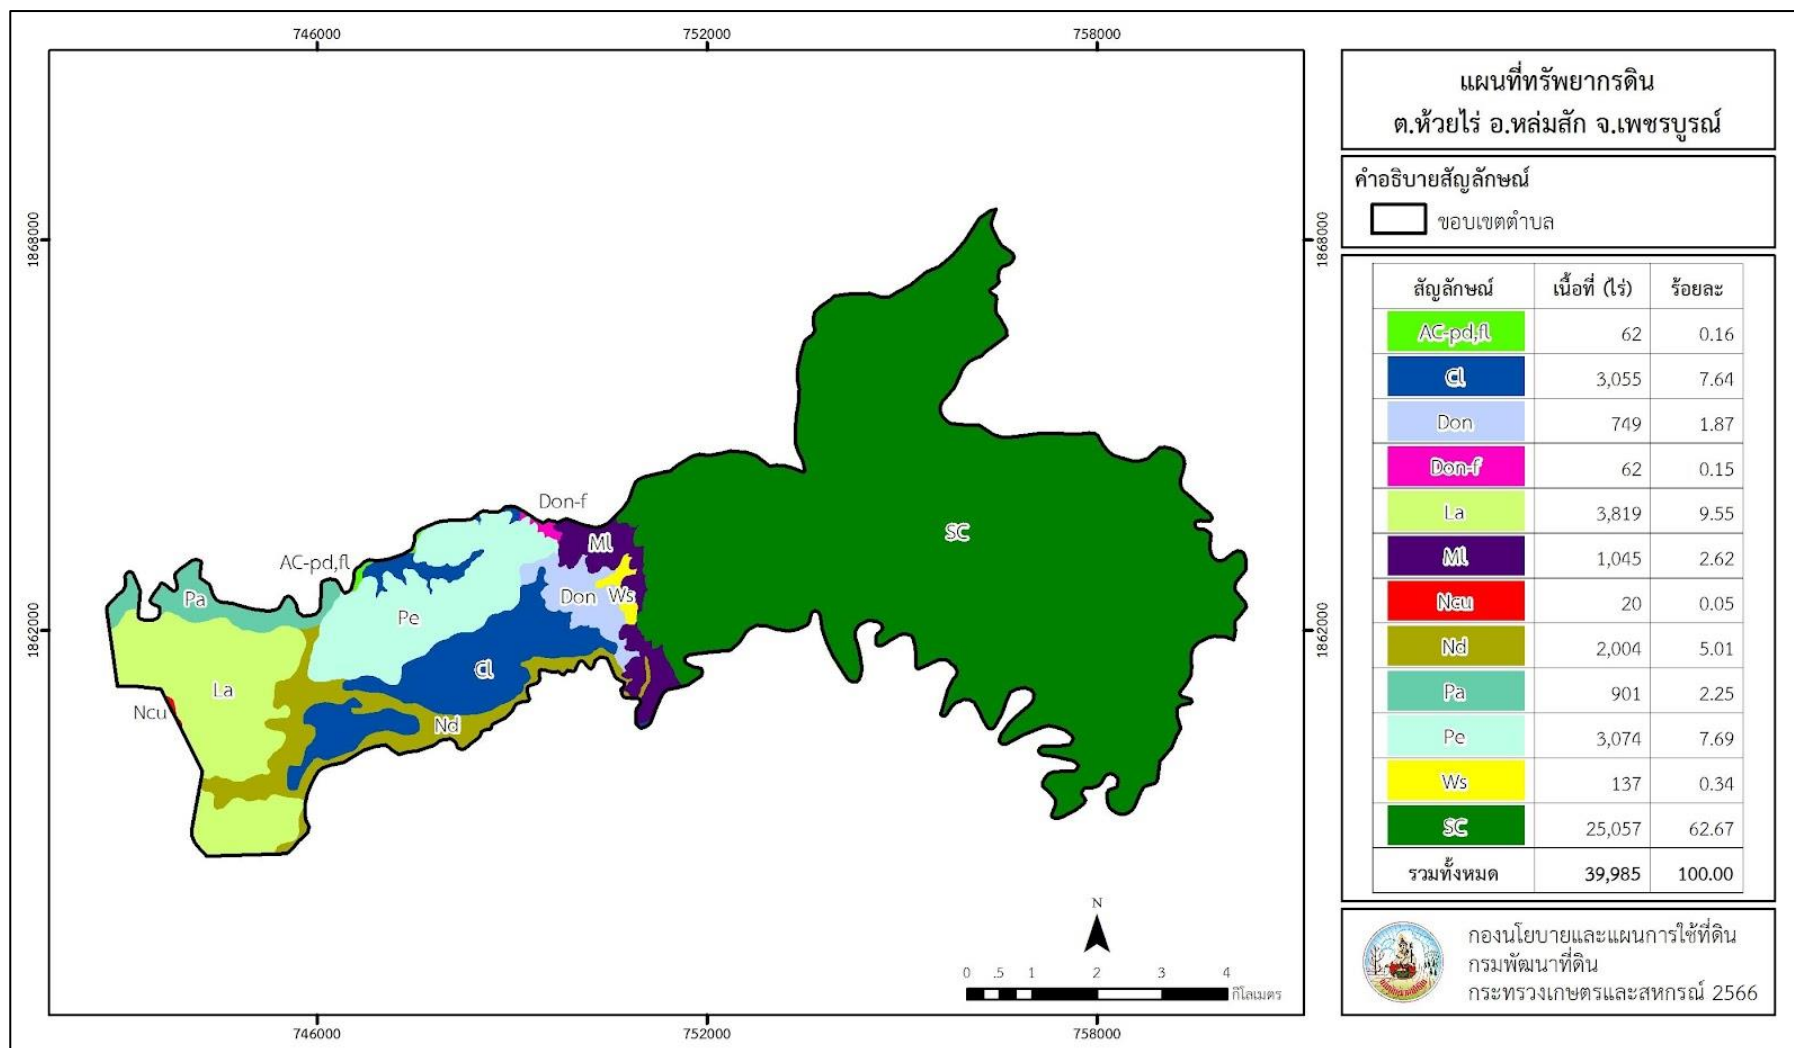 746000
752000
758000
1868000
1868000
1862000
1862000
Don-f
Ml
SC
AC-pd,fl
Pa
Don
Ws
Pe
Cl
La
Ncu
Nd
N
0 .5 1 2 3 4
กิโลเมตร
746000
752000
758000
แผนที่ทรัพยากรดิน
ต.ห้วยไร่ อ.หล่มสัก จ.เพชรบูรณ์
คำอธิบายสัญลักษณ์
ขอบเขตตำบล
สัญลักษณ์ เนื้อที่ (ไร่) ร้อยละ
AC-pd,fl 62 0.16
Cl 3,055 7.64
Don 749 1.87
Don-f 62 0.15
La 3,819 9.55
Ml 1,045 2.62
Ncu 20 0.05
Nd 2,004 5.01
Pa 901 2.25
Pe 3,074 7.69
Ws 137 0.34
SC 25,057 62.67
รวมทั้งหมด 39,985 100.00
กองนโยบายและแผนการใช้ที่ดิน
กรมพัฒนาที่ดิน
กระทรวงเกษตรและสหกรณ์ 2566